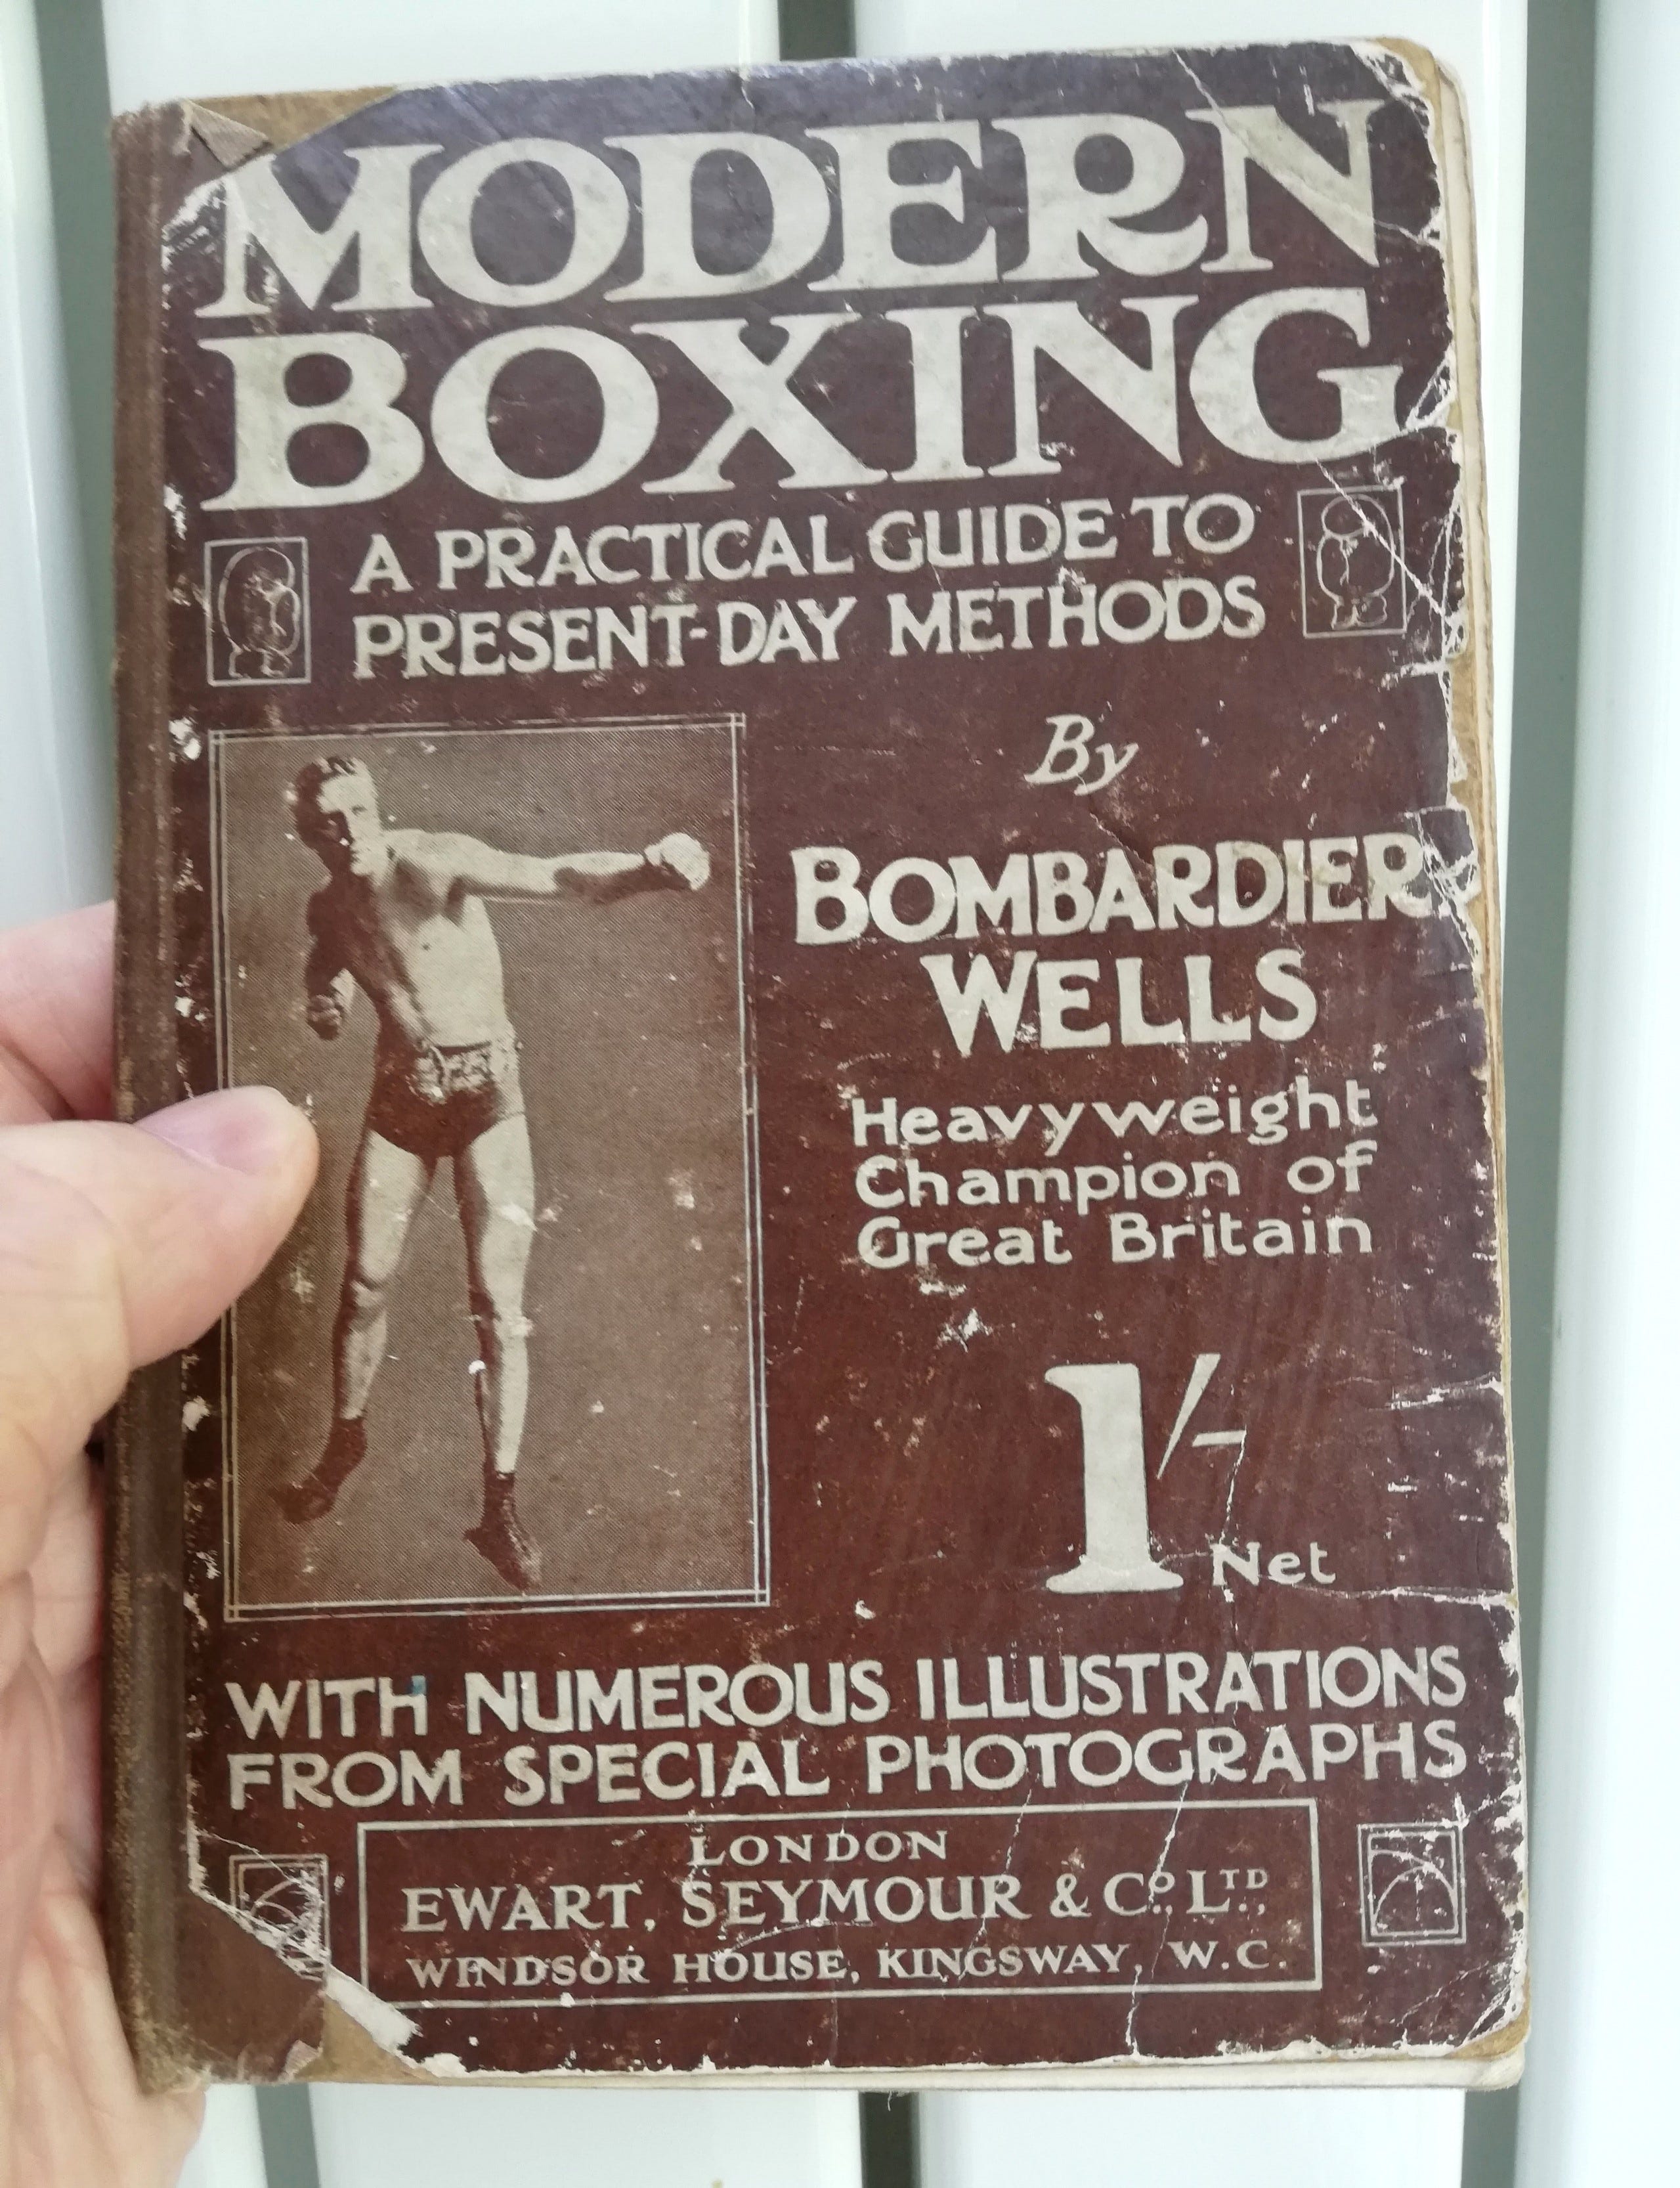 MODERN
BOXING
A PRACTICAL GUIDE TO
PRESENT-DAY METHODS
By
BOMBARDIER
WELLS
Heavyweight
Champion of
Great Britain
1/-
Net
WITH NUMEROUS ILLUSTRATIONS
FROM SPECIAL PHOTOGRAPHS
LONDON
EWART, SEYMOUR & Co., LTD.,
WINDSOR HOUSE, KINGSWAY, W.C.